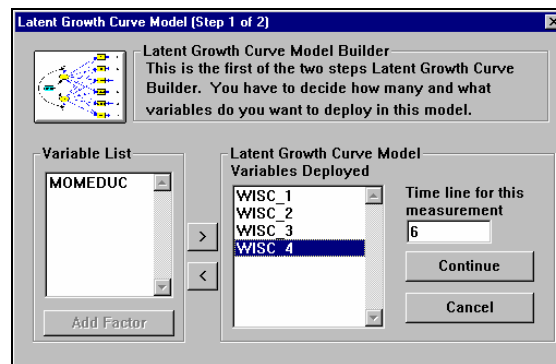 Latent Growth Curve Model (Step 1 of 2)
Latent Growth Curve Model Builder
This is the first of the two steps Latent Growth Curve
Builder. You have to decide how many and what
variables do you want to deploy in this model.
Variable List
MOMEDUC
Add Factor
>
<
Latent Growth Curve Model
Variables Deployed
WISC_1
WISC_2
WISC_3
WISC_4
Time line for this
measurement
6
Continue
Cancel